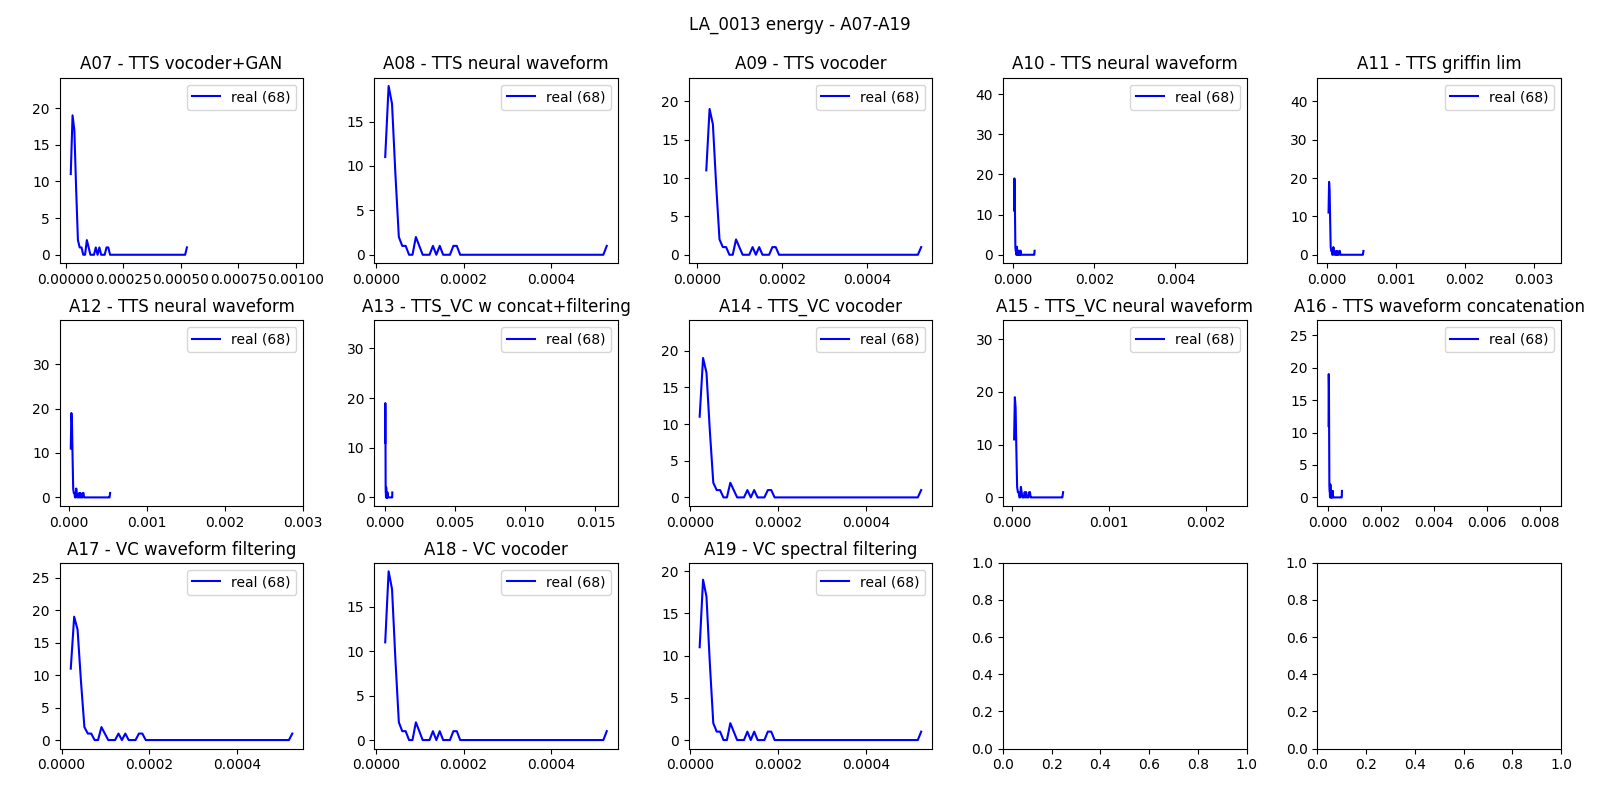 LA_0013 energy - A07-A19
A07 - TTS vocoder+GAN
real (68)
20
15
10
5
0
0.00000 0.00025 0.00050 0.00075 0.00100
A08 - TTS neural waveform
real (68)
15
10
5
0
0.0000 0.0002 0.0004
A09 - TTS vocoder
real (68)
20
15
10
5
0
0.0000 0.0002 0.0004
A10 - TTS neural waveform
real (68)
40
30
20
10
0
0.000 0.002 0.004
A11 - TTS griffin lim
real (68)
40
30
20
10
0
0.000 0.001 0.002 0.003
A12 - TTS neural waveform
real (68)
30
20
10
0
0.000 0.001 0.002 0.003
A13 - TTS_VC w concat+filtering
real (68)
30
20
10
0
0.000 0.005 0.010 0.015
A14 - TTS_VC vocoder
real (68)
20
15
10
5
0
0.0000 0.0002 0.0004
A15 - TTS_VC neural waveform
real (68)
30
20
10
0
0.000 0.001 0.002
A16 - TTS waveform concatenation
real (68)
25
20
15
10
5
0
0.000 0.002 0.004 0.006 0.008
A17 - VC waveform filtering
real (68)
25
20
15
10
5
0
0.0000 0.0002 0.0004
A18 - VC vocoder
real (68)
15
10
5
0
0.0000 0.0002 0.0004
A19 - VC spectral filtering
real (68)
20
15
10
5
0
0.0000 0.0002 0.0004
1.0
0.8
0.6
0.4
0.2
0.0
0.0 0.2 0.4 0.6 0.8 1.0
1.0
0.8
0.6
0.4
0.2
0.0
0.0 0.2 0.4 0.6 0.8 1.0